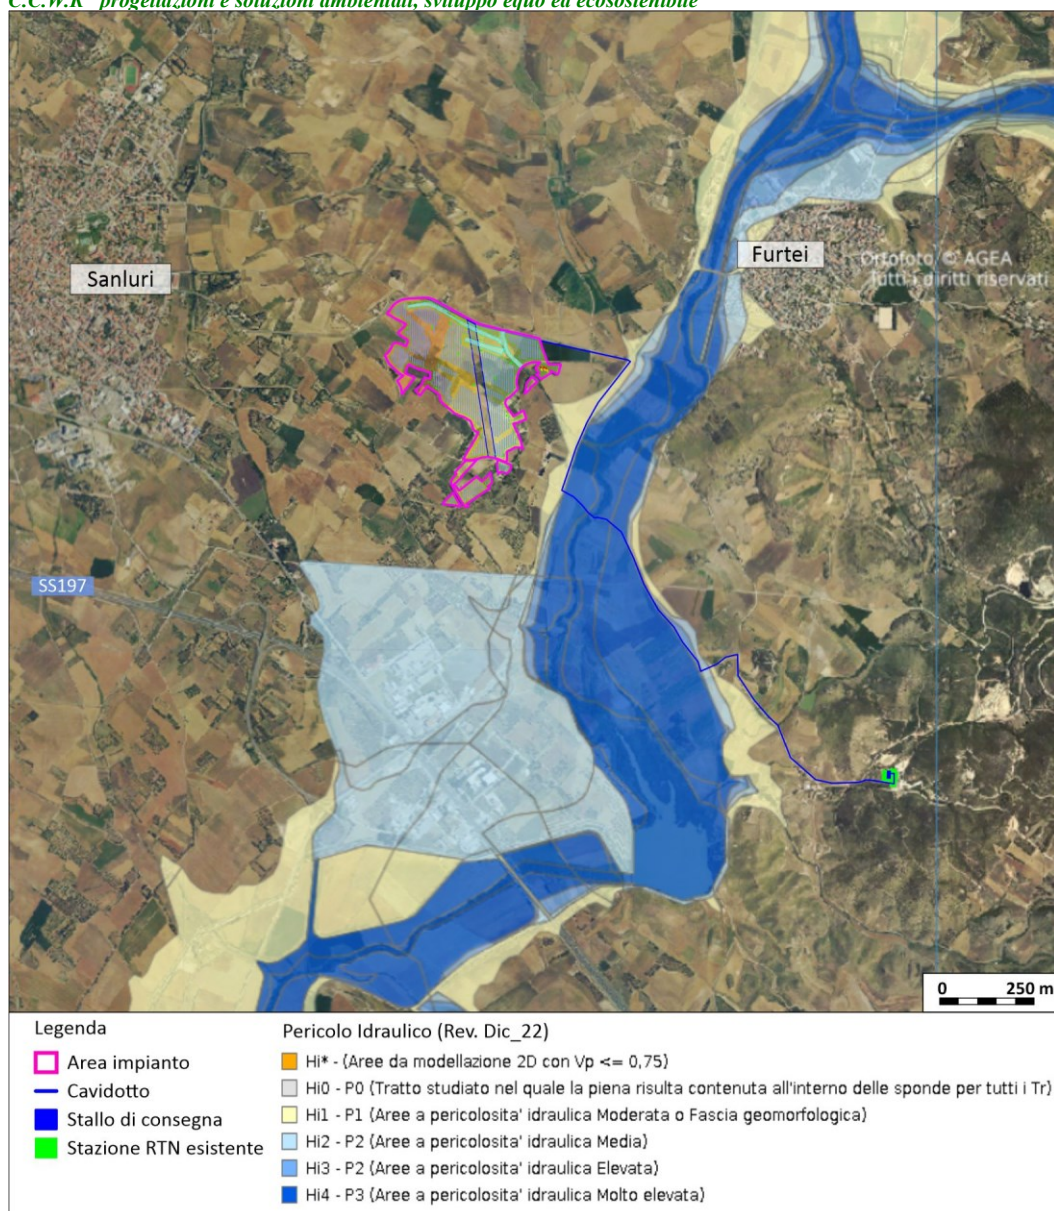 C.C.W.R progettazioni e soluzioni ambientali, sviluppo equo ed ecosostenibile
Furtei
Ortofoto © AGEA
Tutti i diritti riservati
Sanluri
SS197
0 250 m
Legenda
Area impianto
Cavidotto
Stallo di consegna
Stazione RTN esistente
Pericolo Idraulico (Rev. Dic_22)
Hi* - (Aree da modellazione 2D con Vp <= 0,75)
Hi0 - P0 (Tratto studiato nel quale la piena risulta contenuta all'interno delle sponde per tutti i Tr)
Hi1 - P1 (Aree a pericolosita' idraulica Moderata o Fascia geomorfologica)
Hi2 - P2 (Aree a pericolosita' idraulica Media)
Hi3 - P2 (Aree a pericolosita' idraulica Elevata)
Hi4 - P3 (Aree a pericolosita' idraulica Molto elevata)